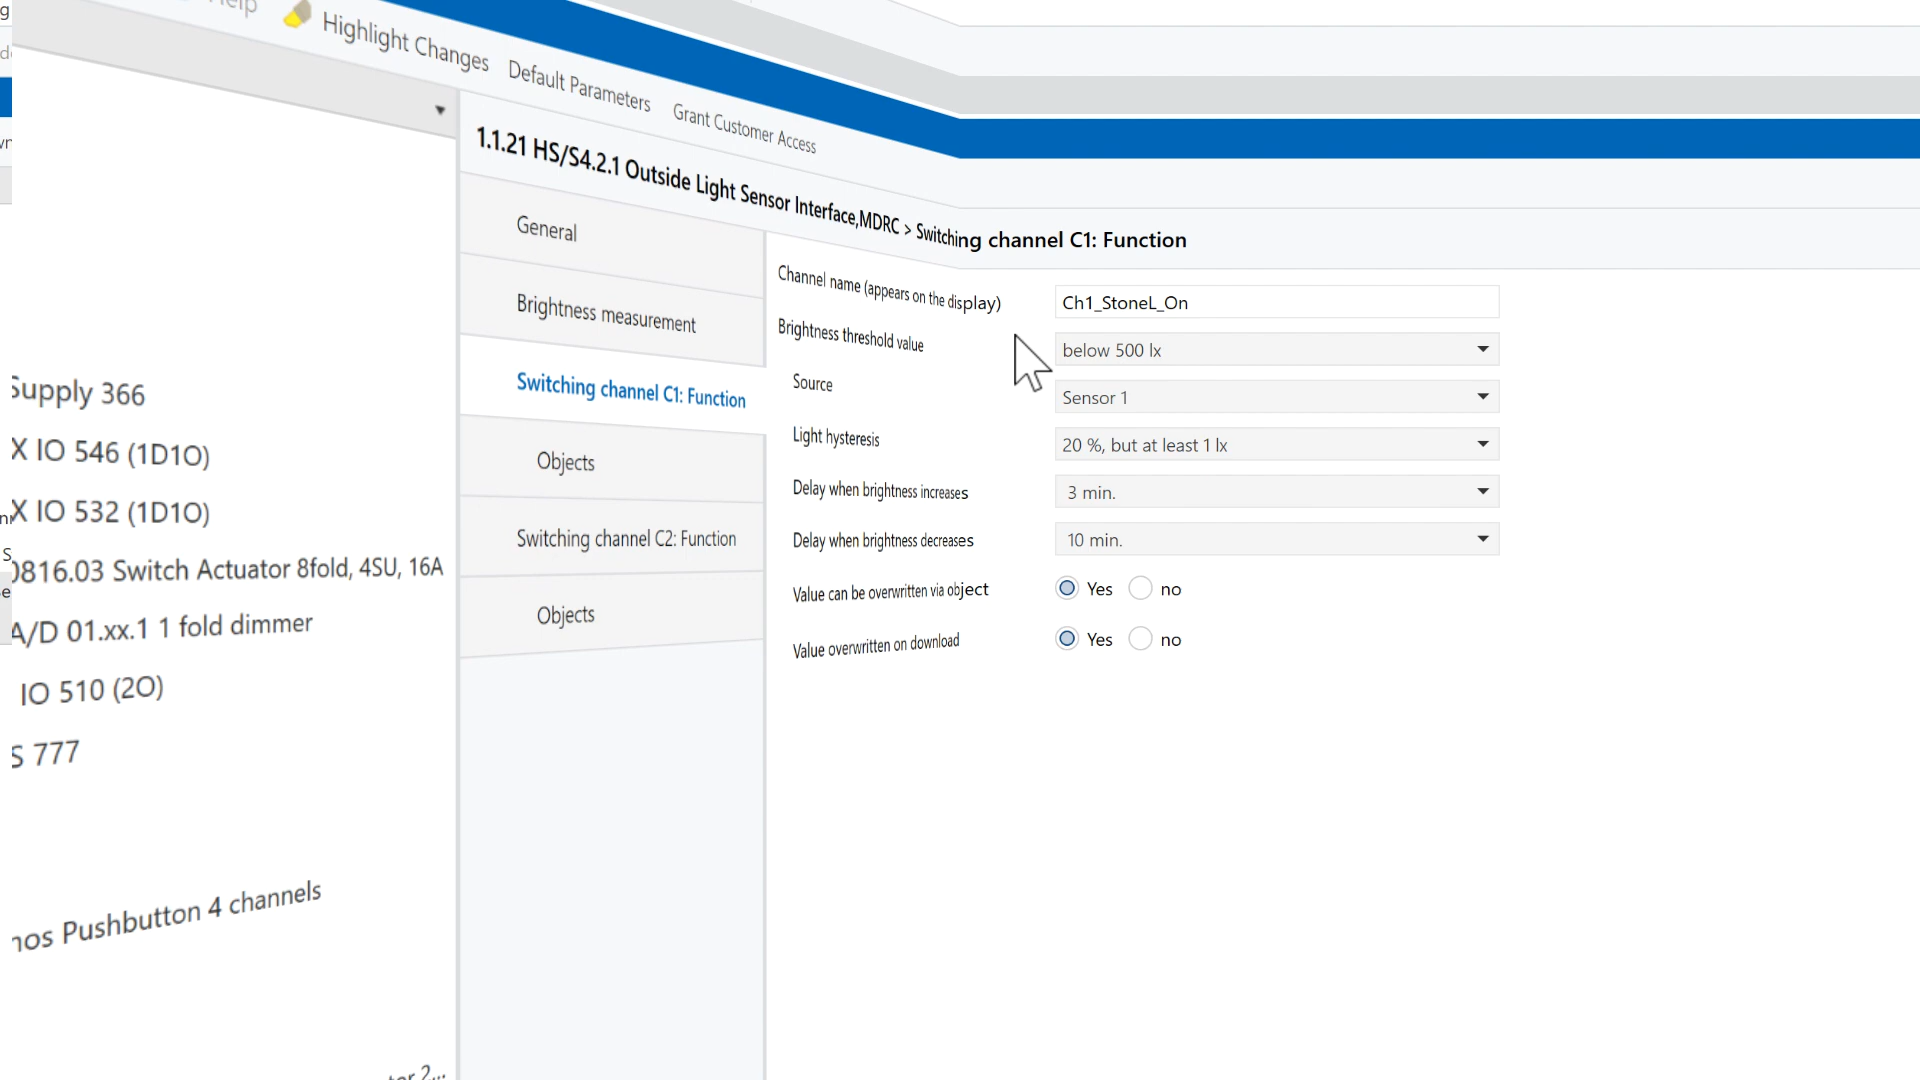 Highlight Changes
Default Parameters
Grant Customer Access
1.1.21 HS/S4.2.1 Outside Light Sensor Interface,MDRC > Switching channel C1: Function
General
Brightness measurement
Switching channel C1: Function
Objects
Switching channel C2: Function
Objects
Channel name (appears on the display)
Ch1_StoneL_On
Brightness threshold value
below 500 lx
Source
Sensor 1
Light hysteresis
20 %, but at least 1 lx
Delay when brightness increases
3 min.
Delay when brightness decreases
10 min.
Value can be overwritten via object
Yes no
Value overwritten on download
Yes no
Supply 366
X IO 546 (1D1O)
X IO 532 (1D1O)
0816.03 Switch Actuator 8fold, 4SU, 16A
A/D 01.xx.1 1 fold dimmer
IO 510 (2O)
S 777
Pushbutton 4 channels